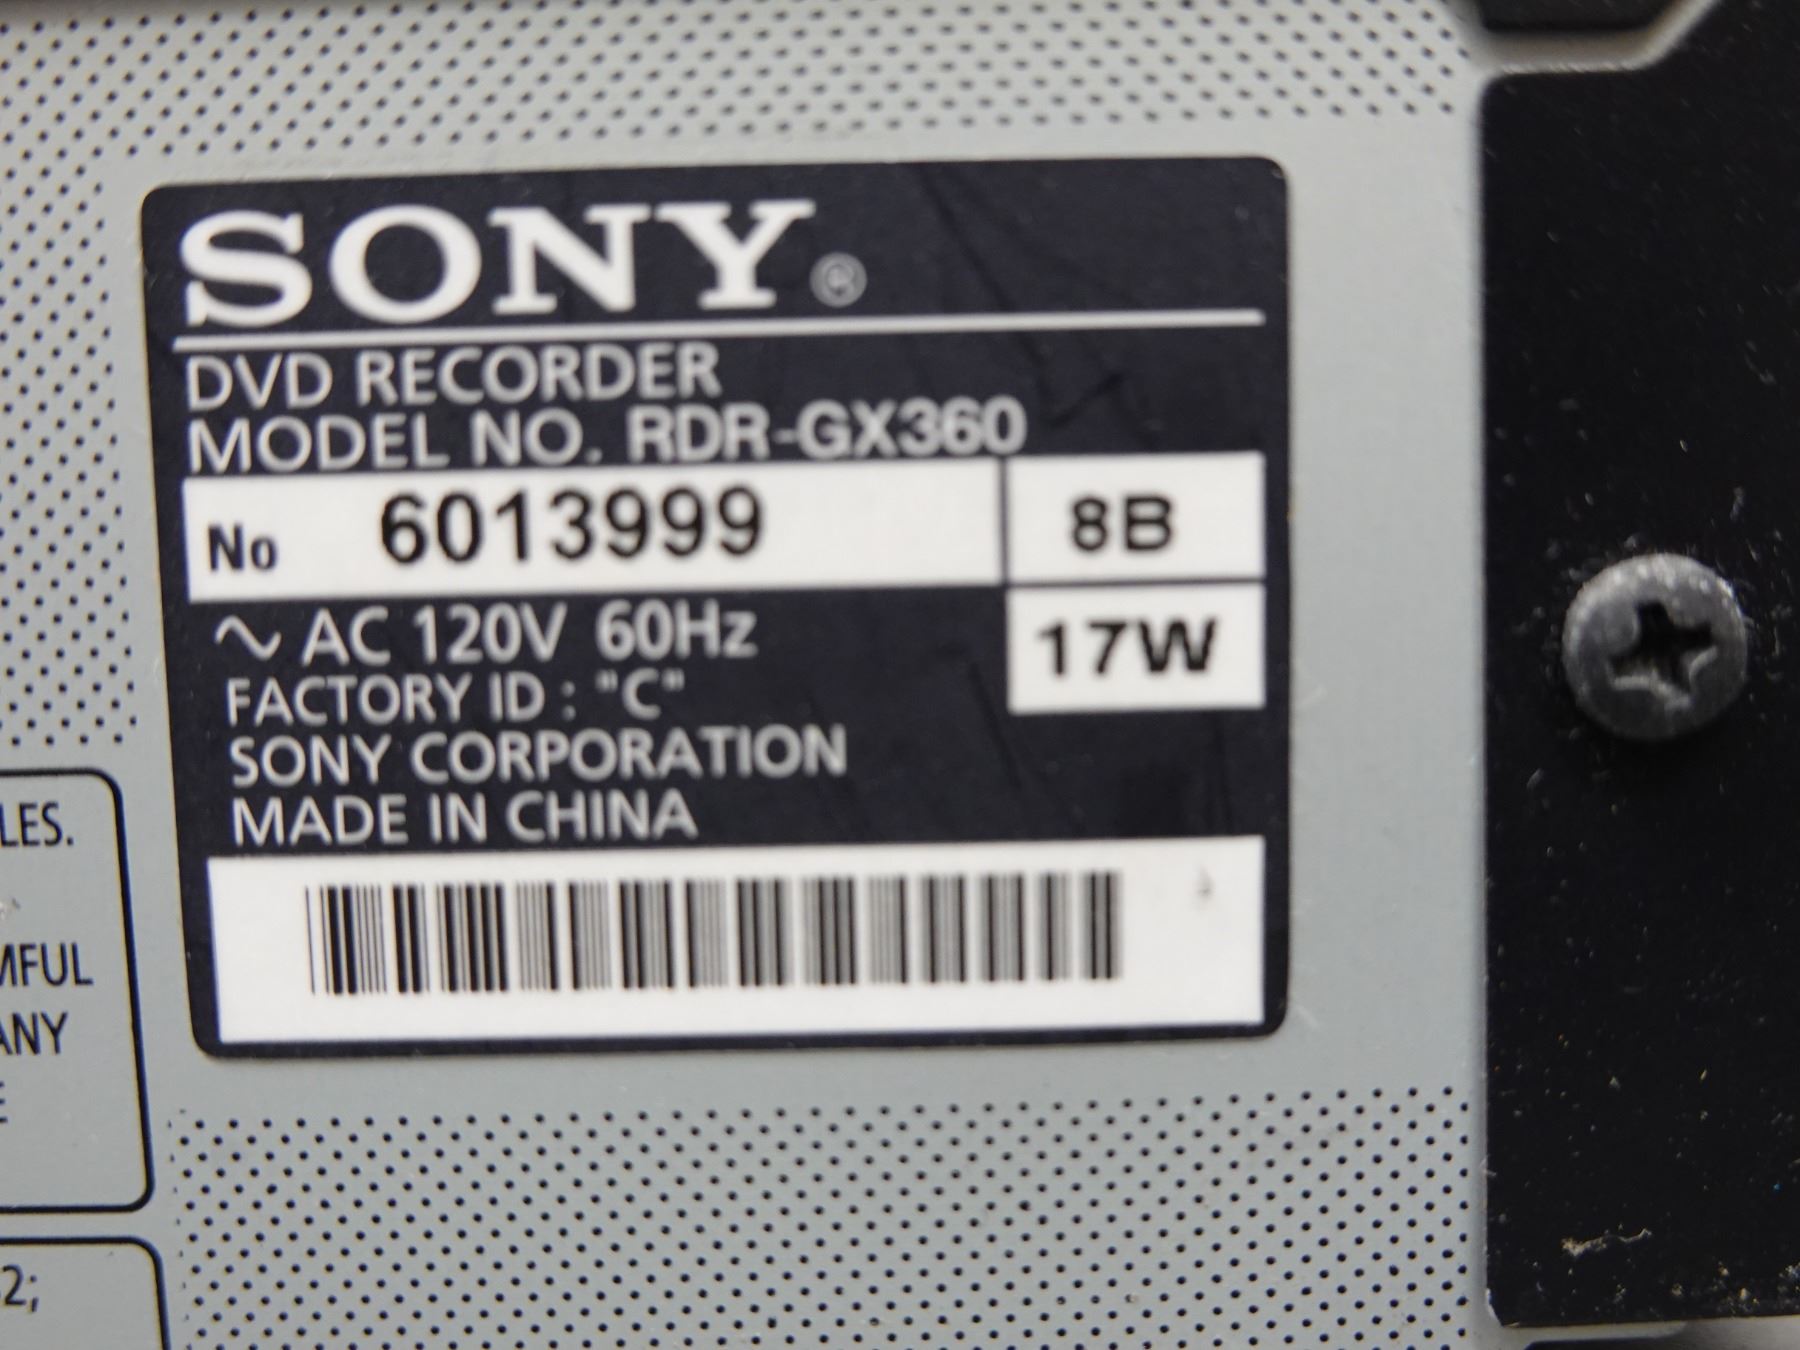 SONY®
DVD RECORDER
MODEL NO. RDR-GX360
No 6013999 8B
~ AC 120V 60Hz 17W
FACTORY ID : "C"
SONY CORPORATION
MADE IN CHINA
LES.
MFUL
ANY
E
2;